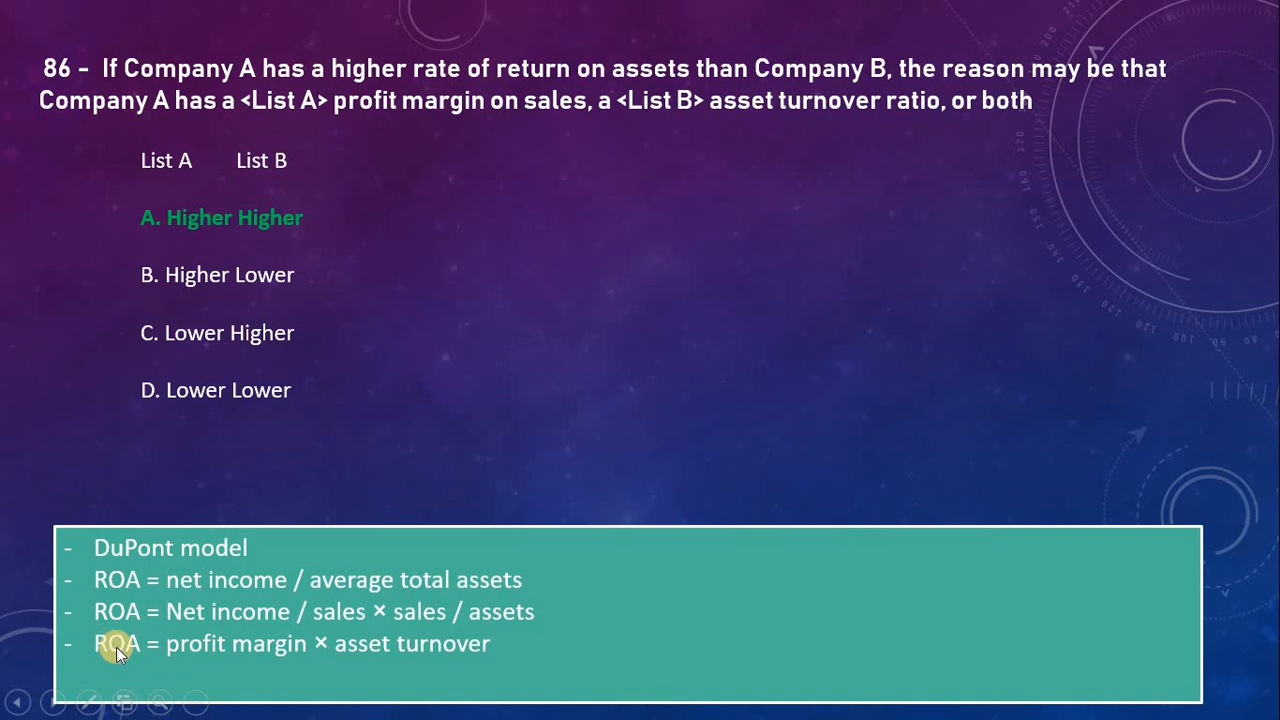 86 - If Company A has a higher rate of return on assets than Company B, the reason may be that
Company A has a <List A> profit margin on sales, a <List B> asset turnover ratio, or both
List A List B
A. Higher Higher
B. Higher Lower
C. Lower Higher
D. Lower Lower
- DuPont model
- ROA = net income / average total assets
- ROA = Net income / sales × sales / assets
- ROA = profit margin × asset turnover